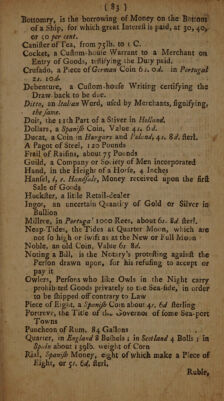 ( 83 )
Bottomry, is the borrowing of Money on the Bottom
of a Ship, for which great Interest is paid, at 30, 40,
or 50 per cent.
Canister of Tea, from 75lb. to 1 C.
Cocket, a Custom-house Warrant to a Merchant on
Entry of Goods, testifying the Duty paid.
Crusado, a Piece of German Coin 6s. 0d. in Portugal
2s. 10d.
Debenture, a Custom-house Writing certifying the
Draw-back to be due.
Ditto, an Italian Word, used by Merchants, signifying,
the same.
Doit, the 11th Part of a Stiver in Holland.
Dollars, a Spanish Coin, Value 4s. 6d.
Ducat, a Coin in Hungary and Poland, 4s. 8d. sterl.
A Fagot of Steel, 120 Pounds
Frail of Raisins, about 75 Pounds
Guild, a Company or Society of Men incorporated
Hand, in the Height of a Horse, 4 Inches
Hansel, f. r. Handsale, Money received upon the first
Sale of Goods
Huckster, a little Retail-dealer
Ingot, an uncertain Quantity of Gold or Silver in
Bullion
Millree, in Portugal 1000 Rees, about 6s. 8d sterl.
Neap-Tides, the Tides at Quarter Moon, which are
not so high or swift as at the New or Full Moon
Noble, an old Coin, Value 6s 8d.
Noting a Bill, is the Notary's protesting against the
Person drawn upon, for his refusing to accept or
pay it
Owlers, Persons who like Owls in the Night carry
prohibited Goods privately to the Sea-side, in order
to be shipped off contrary to Law
Piece of Eight, a Spanish Coin about 4s. 6d sterling
Portreve, the Title of the Governor of some Sea-port
Towns
Puncheon of Rum. 84 Gallons
Quarter, in England 8 Bushels; in Scotland 4 Bolls; in
Spain about 139lb. weight of Corn
Rial, Spanish Money, eight of which make a Piece of
Eight, or 5s. 6d, sterl.
Ruble,